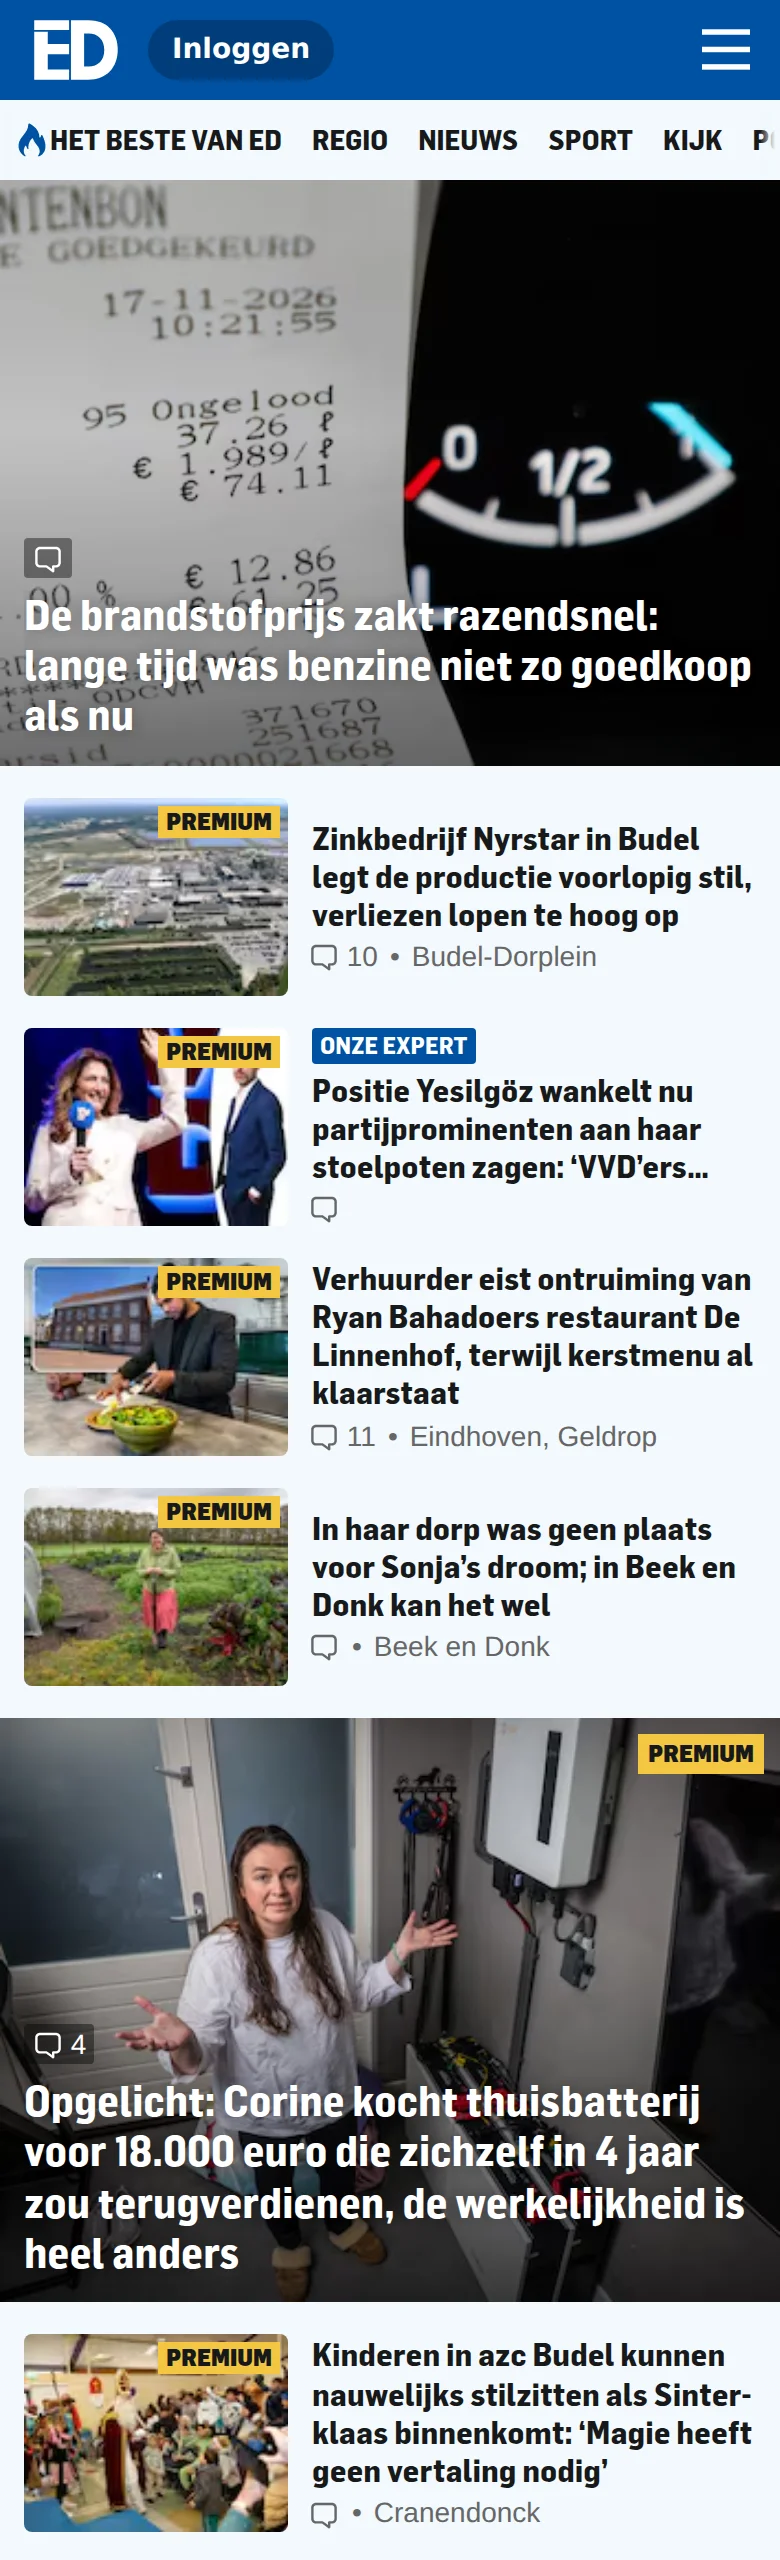 ED
Inloggen
HET BESTE VAN ED REGIO NIEUWS SPORT KIJK
NTENBON
E GOEDGEKEURD
17-11-2026
10:21:55
95 Ongelood
37.26 ℓ
€ 1.989/ℓ
€ 74.11
0
1/2
€ 12.86
.00 %
€ 61.25
De brandstofprijs zakt razendsnel:
lange tijd was benzine niet zo goedkoop
als nu
371670
251687
PREMIUM
Zinkbedrijf Nyrstar in Budel
legt de productie voorlopig stil,
verliezen lopen te hoog op
10 • Budel-Dorplein
PREMIUM
ONZE EXPERT
Positie Yesilgöz wankelt nu
partijprominenten aan haar
stoelpoten zagen: ‘VVD’ers...
PREMIUM
Verhuurder eist ontruiming van
Ryan Bahadoers restaurant De
Linnenhof, terwijl kerstmenu al
klaarstaat
11 • Eindhoven, Geldrop
PREMIUM
In haar dorp was geen plaats
voor Sonja’s droom; in Beek en
Donk kan het wel
• Beek en Donk
PREMIUM
4
Opgelicht: Corine kocht thuisbatterij
voor 18.000 euro die zichzelf in 4 jaar
zou terugverdienen, de werkelijkheid is
heel anders
PREMIUM
Kinderen in azc Budel kunnen
nauwelijks stilzitten als Sinter-
klaas binnenkomt: ‘Magie heeft
geen vertaling nodig’
• Cranendonck